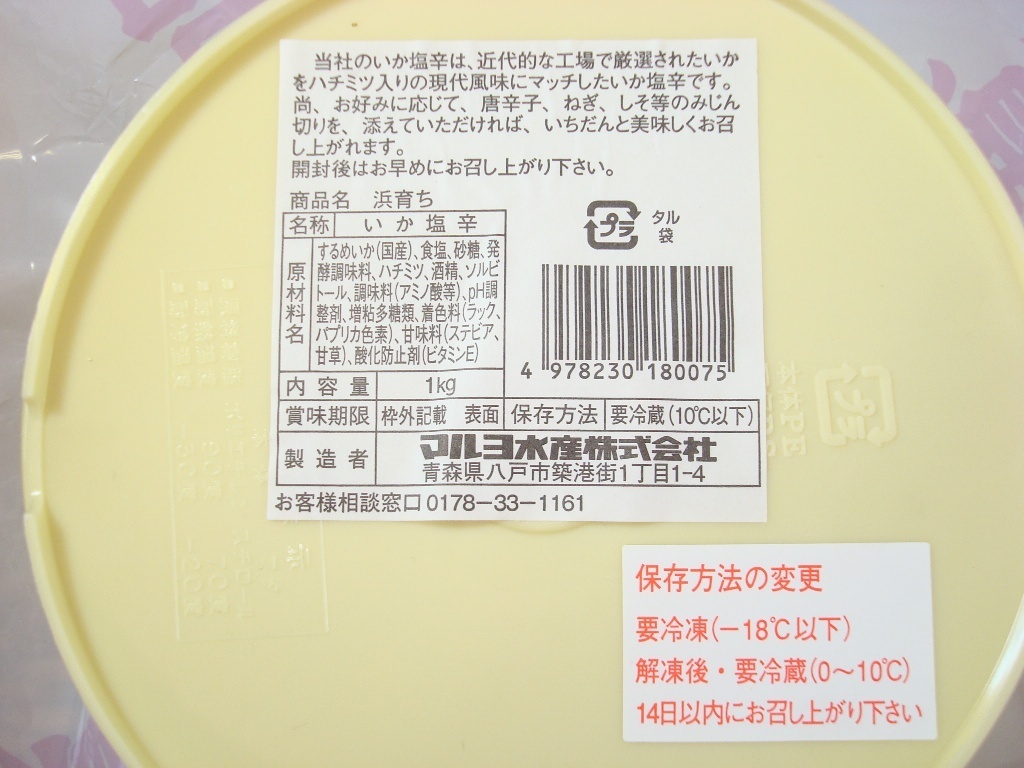 当社のいか塩辛は、近代的な工場で厳選されたいか
をハチミツ入りの現代風味にマッチしたいか塩辛です。
尚、お好みに応じて、唐辛子、ねぎ、しそ等のみじん
切りを、添えていただければ、いちだんと美味しくお召
し上がれます。
開封後はお早めにお召し上がり下さい。
商品名 浜育ち
名称 いか塩辛
プラ タル
袋
原材料名 するめいか(国産)、食塩、砂糖、発
酵調味料、ハチミツ、酒精、ソルビ
トール、調味料(アミノ酸等)、pH調
整剤、増粘多糖類、着色料(ラック、
パプリカ色素)、甘味料(ステビア、
甘草)、酸化防止剤(ビタミンE)
4 978230 180075
内容量 1kg
賞味期限 枠外記載 表面 保存方法 要冷蔵(10℃以下)
製造者 マルヨ水産株式会社
青森県八戸市築港街1丁目1-4
お客様相談窓口0178-33-1161
保存方法の変更
要冷凍(-18℃以下)
解凍後・要冷蔵(0~10℃)
14日以内にお召し上がり下さい
プラ